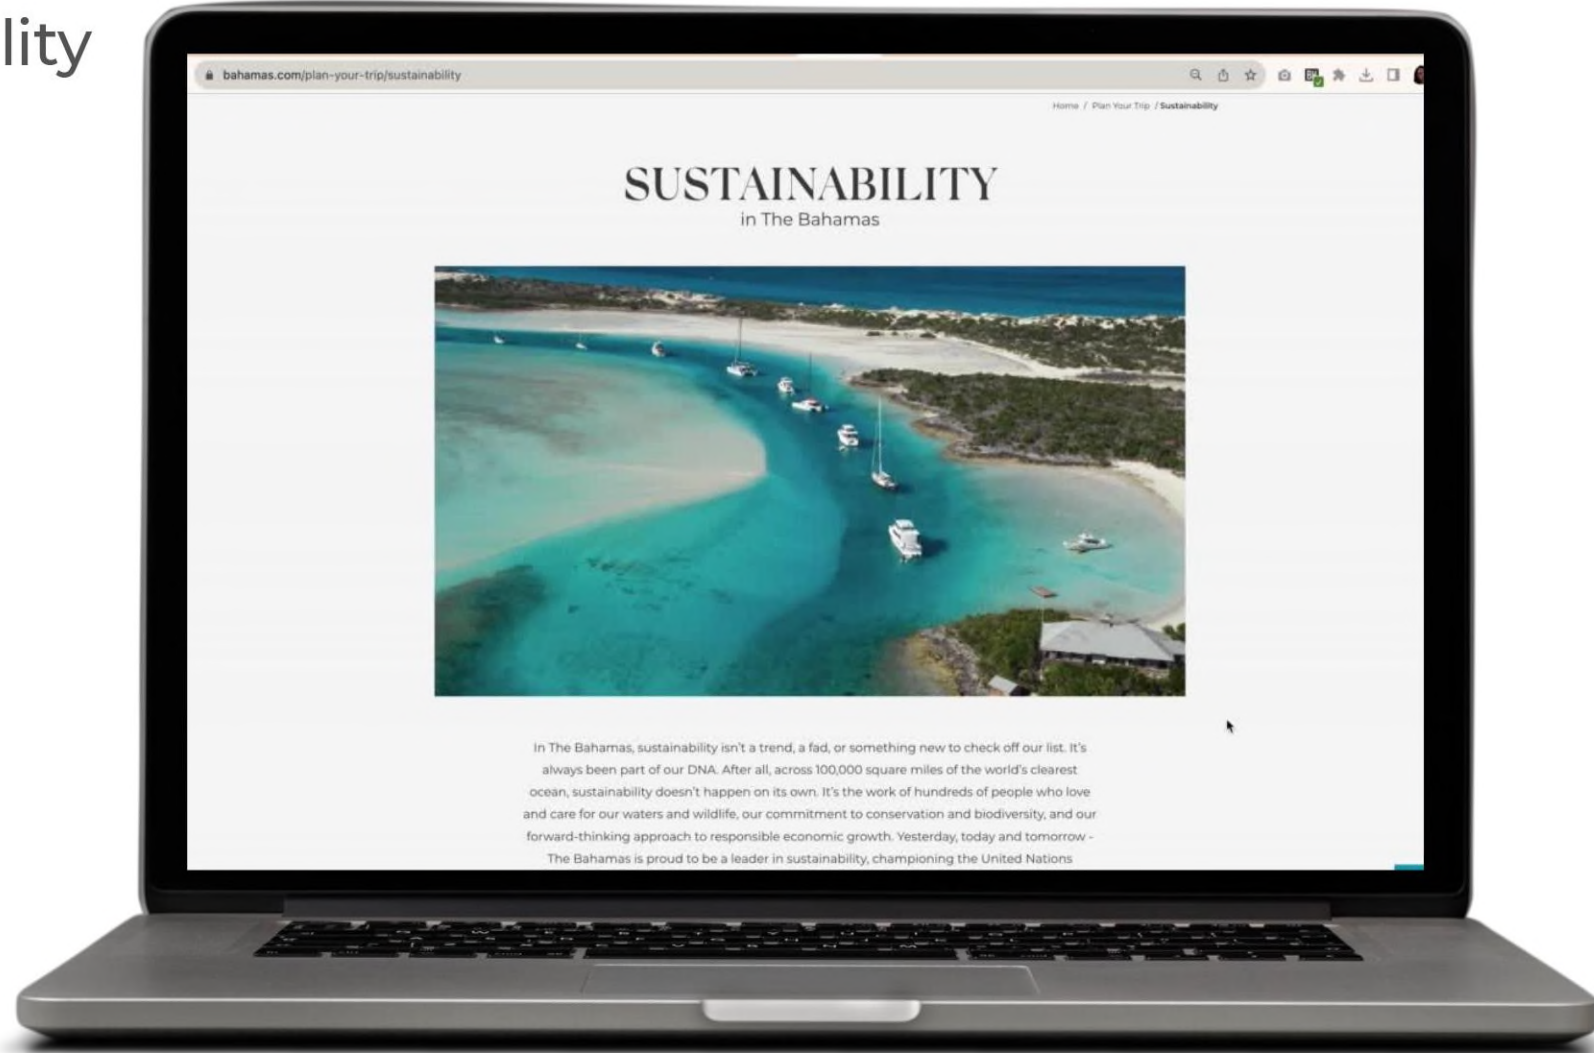 lity
bahamas.com/plan-your-trip/sustainability
Home / Plan Your Trip / Sustainability
SUSTAINABILITY
in The Bahamas
In The Bahamas, sustainability isn't a trend, a fad, or something new to check off our list. It's
always been part of our DNA. After all, across 100,000 square miles of the world's clearest
ocean, sustainability doesn't happen on its own. It's the work of hundreds of people who love
and care for our waters and wildlife, our commitment to conservation and biodiversity, and our
forward-thinking approach to responsible economic growth. Yesterday, today and tomorrow -
The Bahamas is proud to be a leader in sustainability, championing the United Nations